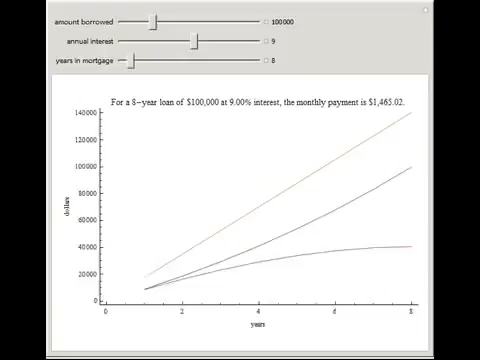 amount borrowed 100000
annual interest 9
years in mortgage 8
For a 8-year loan of $100,000 at 9.00% interest, the monthly payment is $1,465.02.
140000
120000
100000
80000
60000
40000
20000
0
dollars
0 2 4 6 8
years